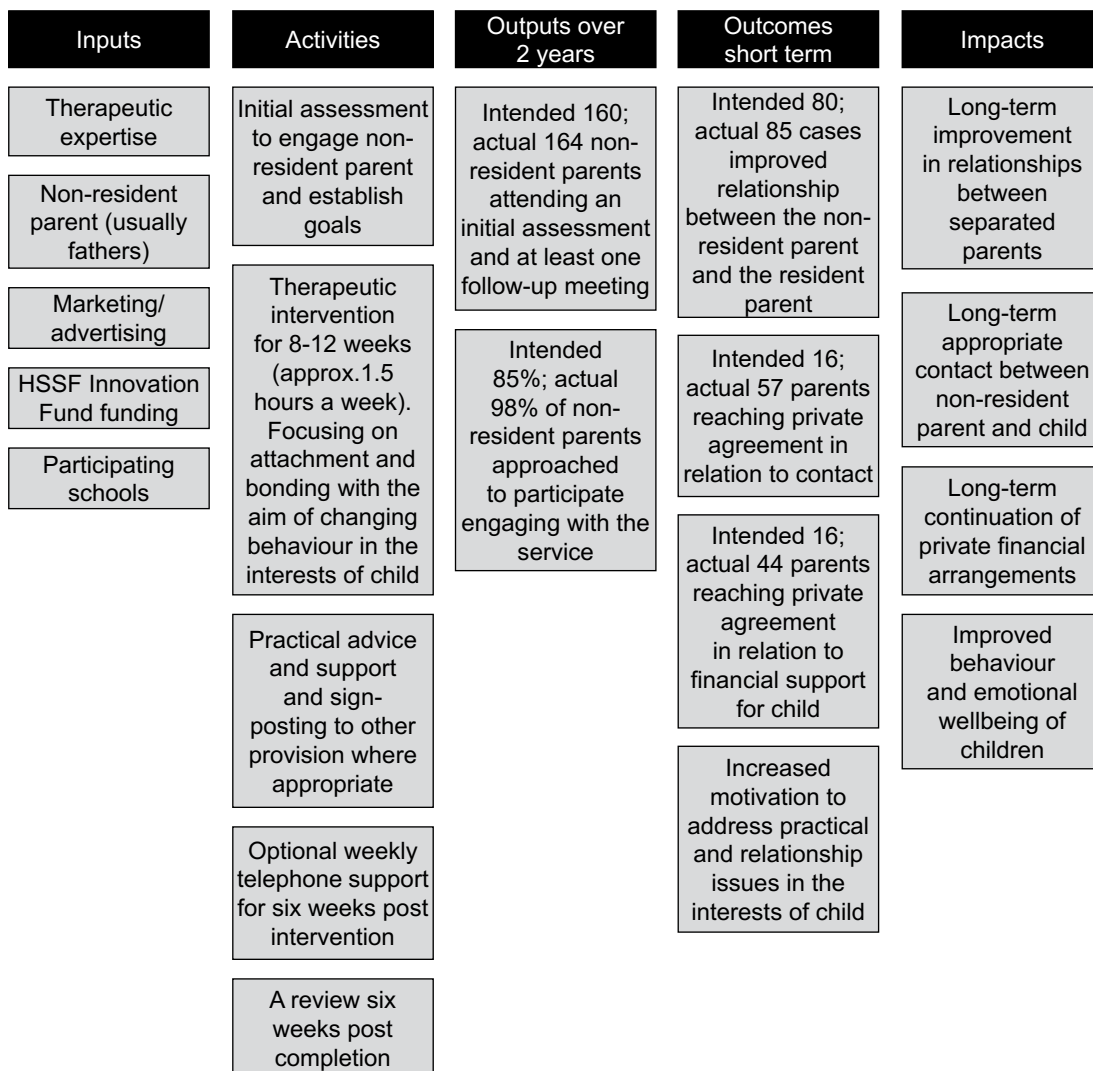 Inputs
Therapeutic
expertise
Non-resident
parent (usually
fathers)
Marketing/
advertising
HSSF Innovation
Fund funding
Participating
schools
Activities
Initial assessment
to engage non-
resident parent
and establish
goals
Therapeutic
intervention
for 8-12 weeks
(approx.1.5
hours a week).
Focusing on
attachment and
bonding with the
aim of changing
behaviour in the
interests of child
Practical advice
and support
and sign-
posting to other
provision where
appropriate
Optional weekly
telephone support
for six weeks post
intervention
A review six
weeks post
completion
Outputs over
2 years
Intended 160;
actual 164 non-
resident parents
attending an
initial assessment
and at least one
follow-up meeting
Intended
85%; actual
98% of non-
resident parents
approached
to participate
engaging with the
service
Outcomes
short term
Intended 80;
actual 85 cases
improved
relationship
between the non-
resident parent
and the resident
parent
Intended 16;
actual 57 parents
reaching private
agreement in
relation to contact
Intended 16;
actual 44 parents
reaching private
agreement
in relation to
financial support
for child
Increased
motivation to
address practical
and relationship
issues in the
interests of child
Impacts
Long-term
improvement
in relationships
between
separated
parents
Long-term
appropriate
contact between
non-resident
parent and child
Long-term
continuation of
private financial
arrangements
Improved
behaviour
and emotional
wellbeing of
children